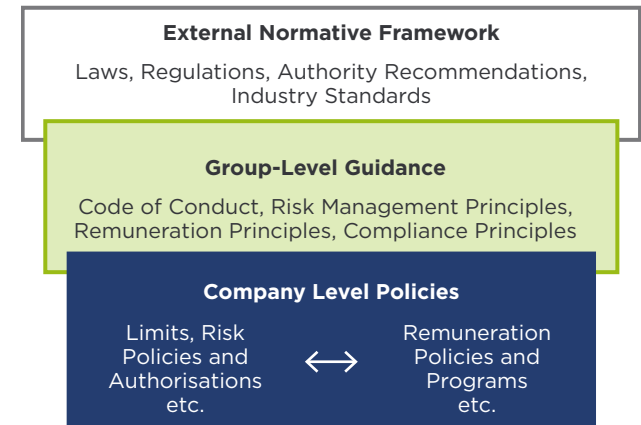 External Normative Framework
Laws, Regulations, Authority Recommendations,
Industry Standards
Group-Level Guidance
Code of Conduct, Risk Management Principles,
Remuneration Principles, Compliance Principles
Company Level Policies
Limits, Risk
Policies and
Authorisations
etc.
Remuneration
Policies and
Programs
etc.